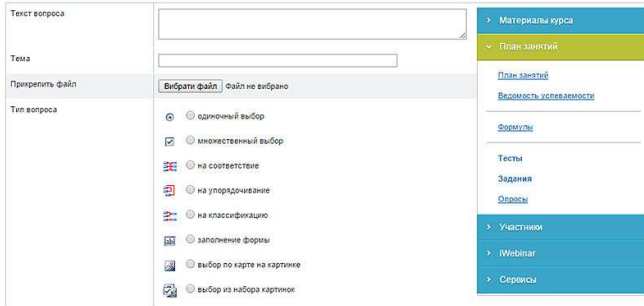 Текст вопроса
Тема
Прикрепить файл
Вибрати файл Файл не вибрано
Тип вопроса
одиночный выбор
множественный выбор
на соответствие
на упорядочивание
на классификацию
ab
заполнение формы
выбор по карте на картинке
выбор из набора картинок
Материалы курса
План занятий
План занятий
Ведомость успеваемости
Формулы
Тесты
Задания
Опросы
Участники
iWebinar
Сервисы